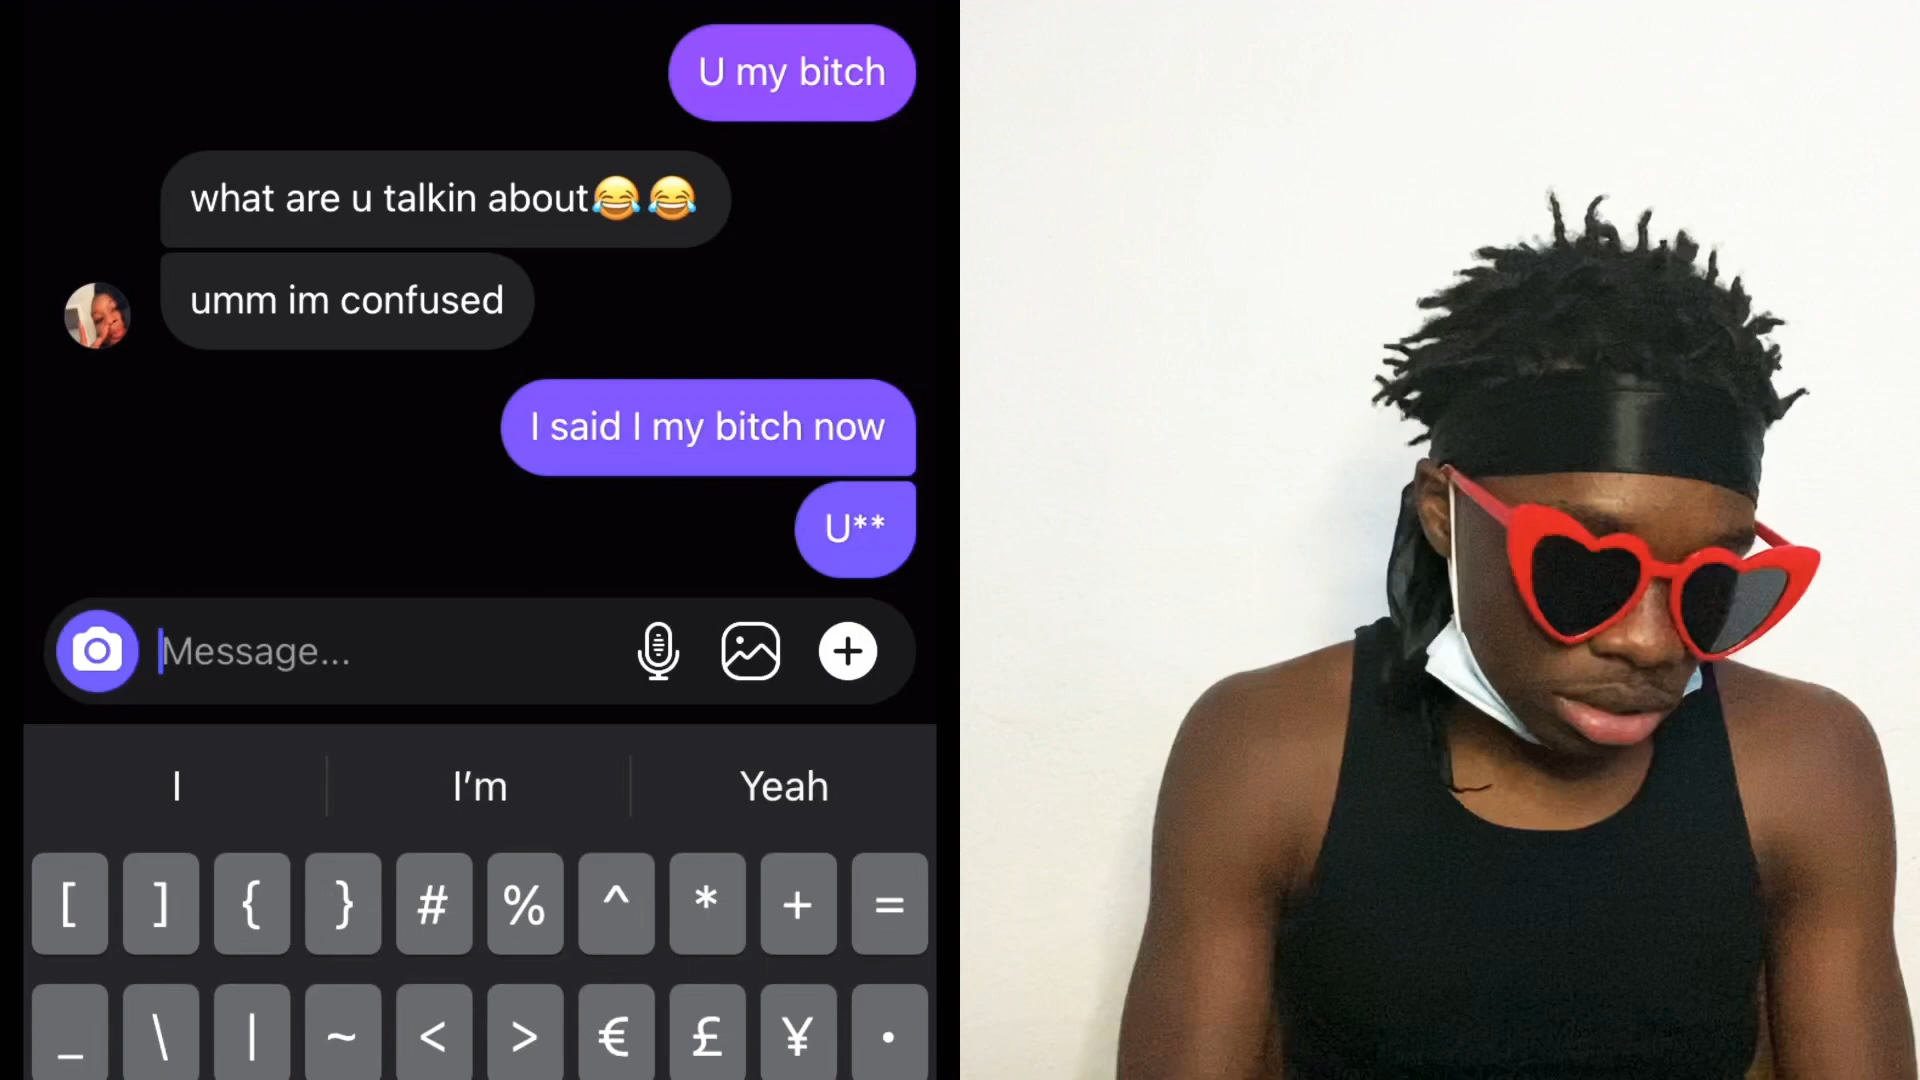 U my bitch
what are u talkin about😂😂
umm im confused
I said I my bitch now
U**
Message...
I I’m Yeah
[ ] { } # % ^ * + =
_ \ | ~ < > € £ ¥ •